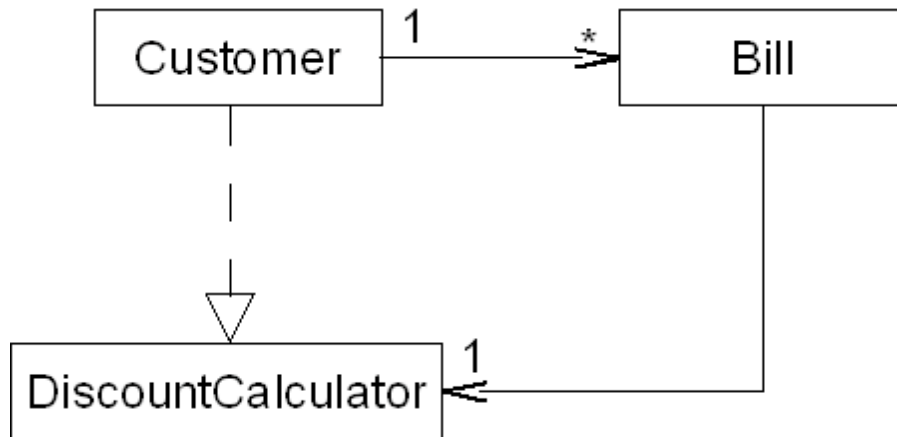 1
*
Customer
Bill
1
DiscountCalculator